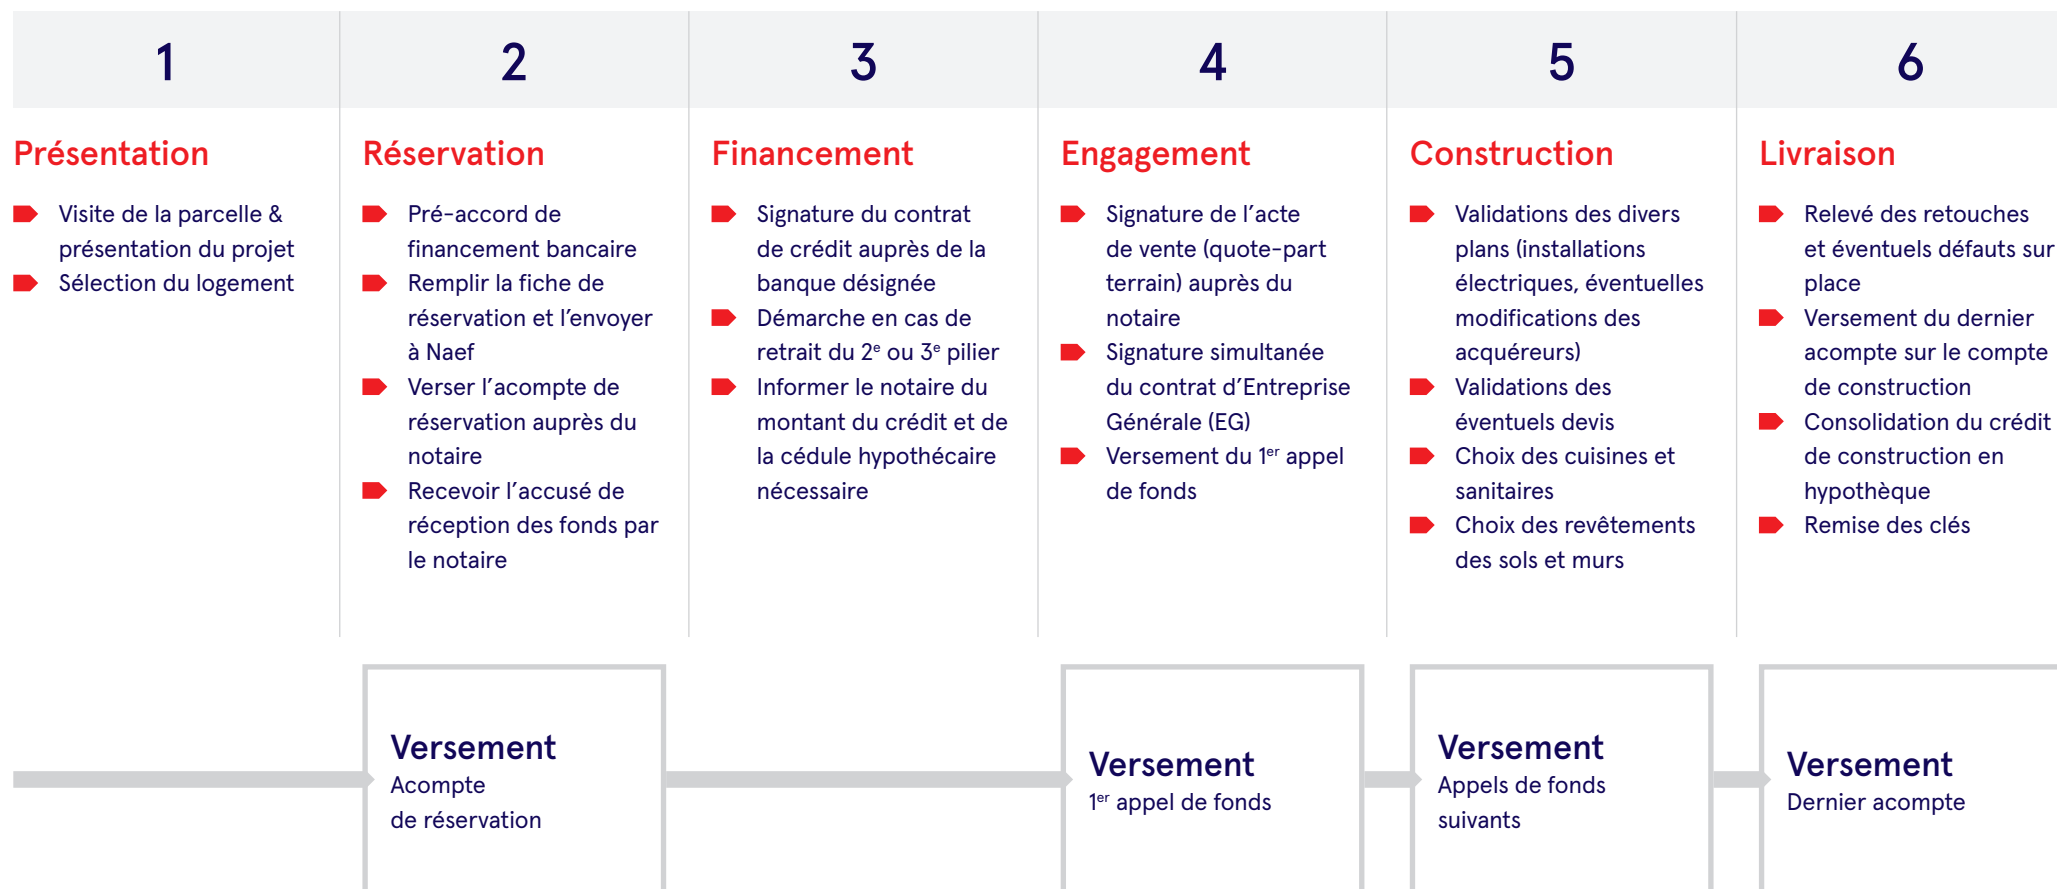 1
2
3
4
5
6
Présentation
Visite de la parcelle &
présentation du projet
Sélection du logement
Réservation
Pré-accord de
financement bancaire
Remplir la fiche de
réservation et l’envoyer
à Naef
Verser l’acompte de
réservation auprès du
notaire
Recevoir l’accusé de
réception des fonds par
le notaire
Financement
Signature du contrat
de crédit auprès de la
banque désignée
Démarche en cas de
retrait du 2e ou 3e pilier
Informer le notaire du
montant du crédit et de
la cédule hypothécaire
nécessaire
Engagement
Signature de l’acte
de vente (quote-part
terrain) auprès du
notaire
Signature simultanée
du contrat d’Entreprise
Générale (EG)
Versement du 1er appel
de fonds
Construction
Validations des divers
plans (installations
électriques, éventuelles
modifications des
acquéreurs)
Validations des
éventuels devis
Choix des cuisines et
sanitaires
Choix des revêtements
des sols et murs
Livraison
Relevé des retouches
et éventuels défauts sur
place
Versement du dernier
acompte sur le compte
de construction
Consolidation du crédit
de construction en
hypothèque
Remise des clés
Versement
Acompte
de réservation
Versement
1er appel de fonds
Versement
Appels de fonds
suivants
Versement
Dernier acompte